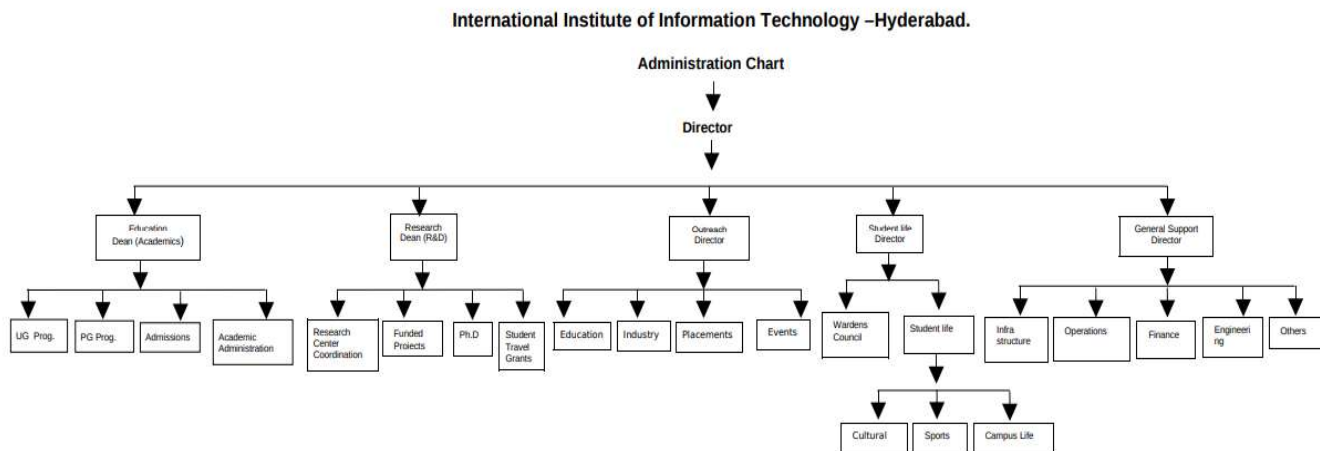 International Institute of Information Technology –Hyderabad.
Administration Chart
Director
Education
Dean (Academics)
Research
Dean (R&D)
Outreach
Director
Student life
Director
General Support
Director
UG Prog.
PG Prog.
Admissions
Academic
Administration
Research
Center
Coordination
Funded
Projects
Ph.D
Student
Travel
Grants
Education
Industry
Placements
Events
Wardens
Council
Student life
Infra
structure
Operations
Finance
Engineeri
ng
Others
Cultural
Sports
Campus Life